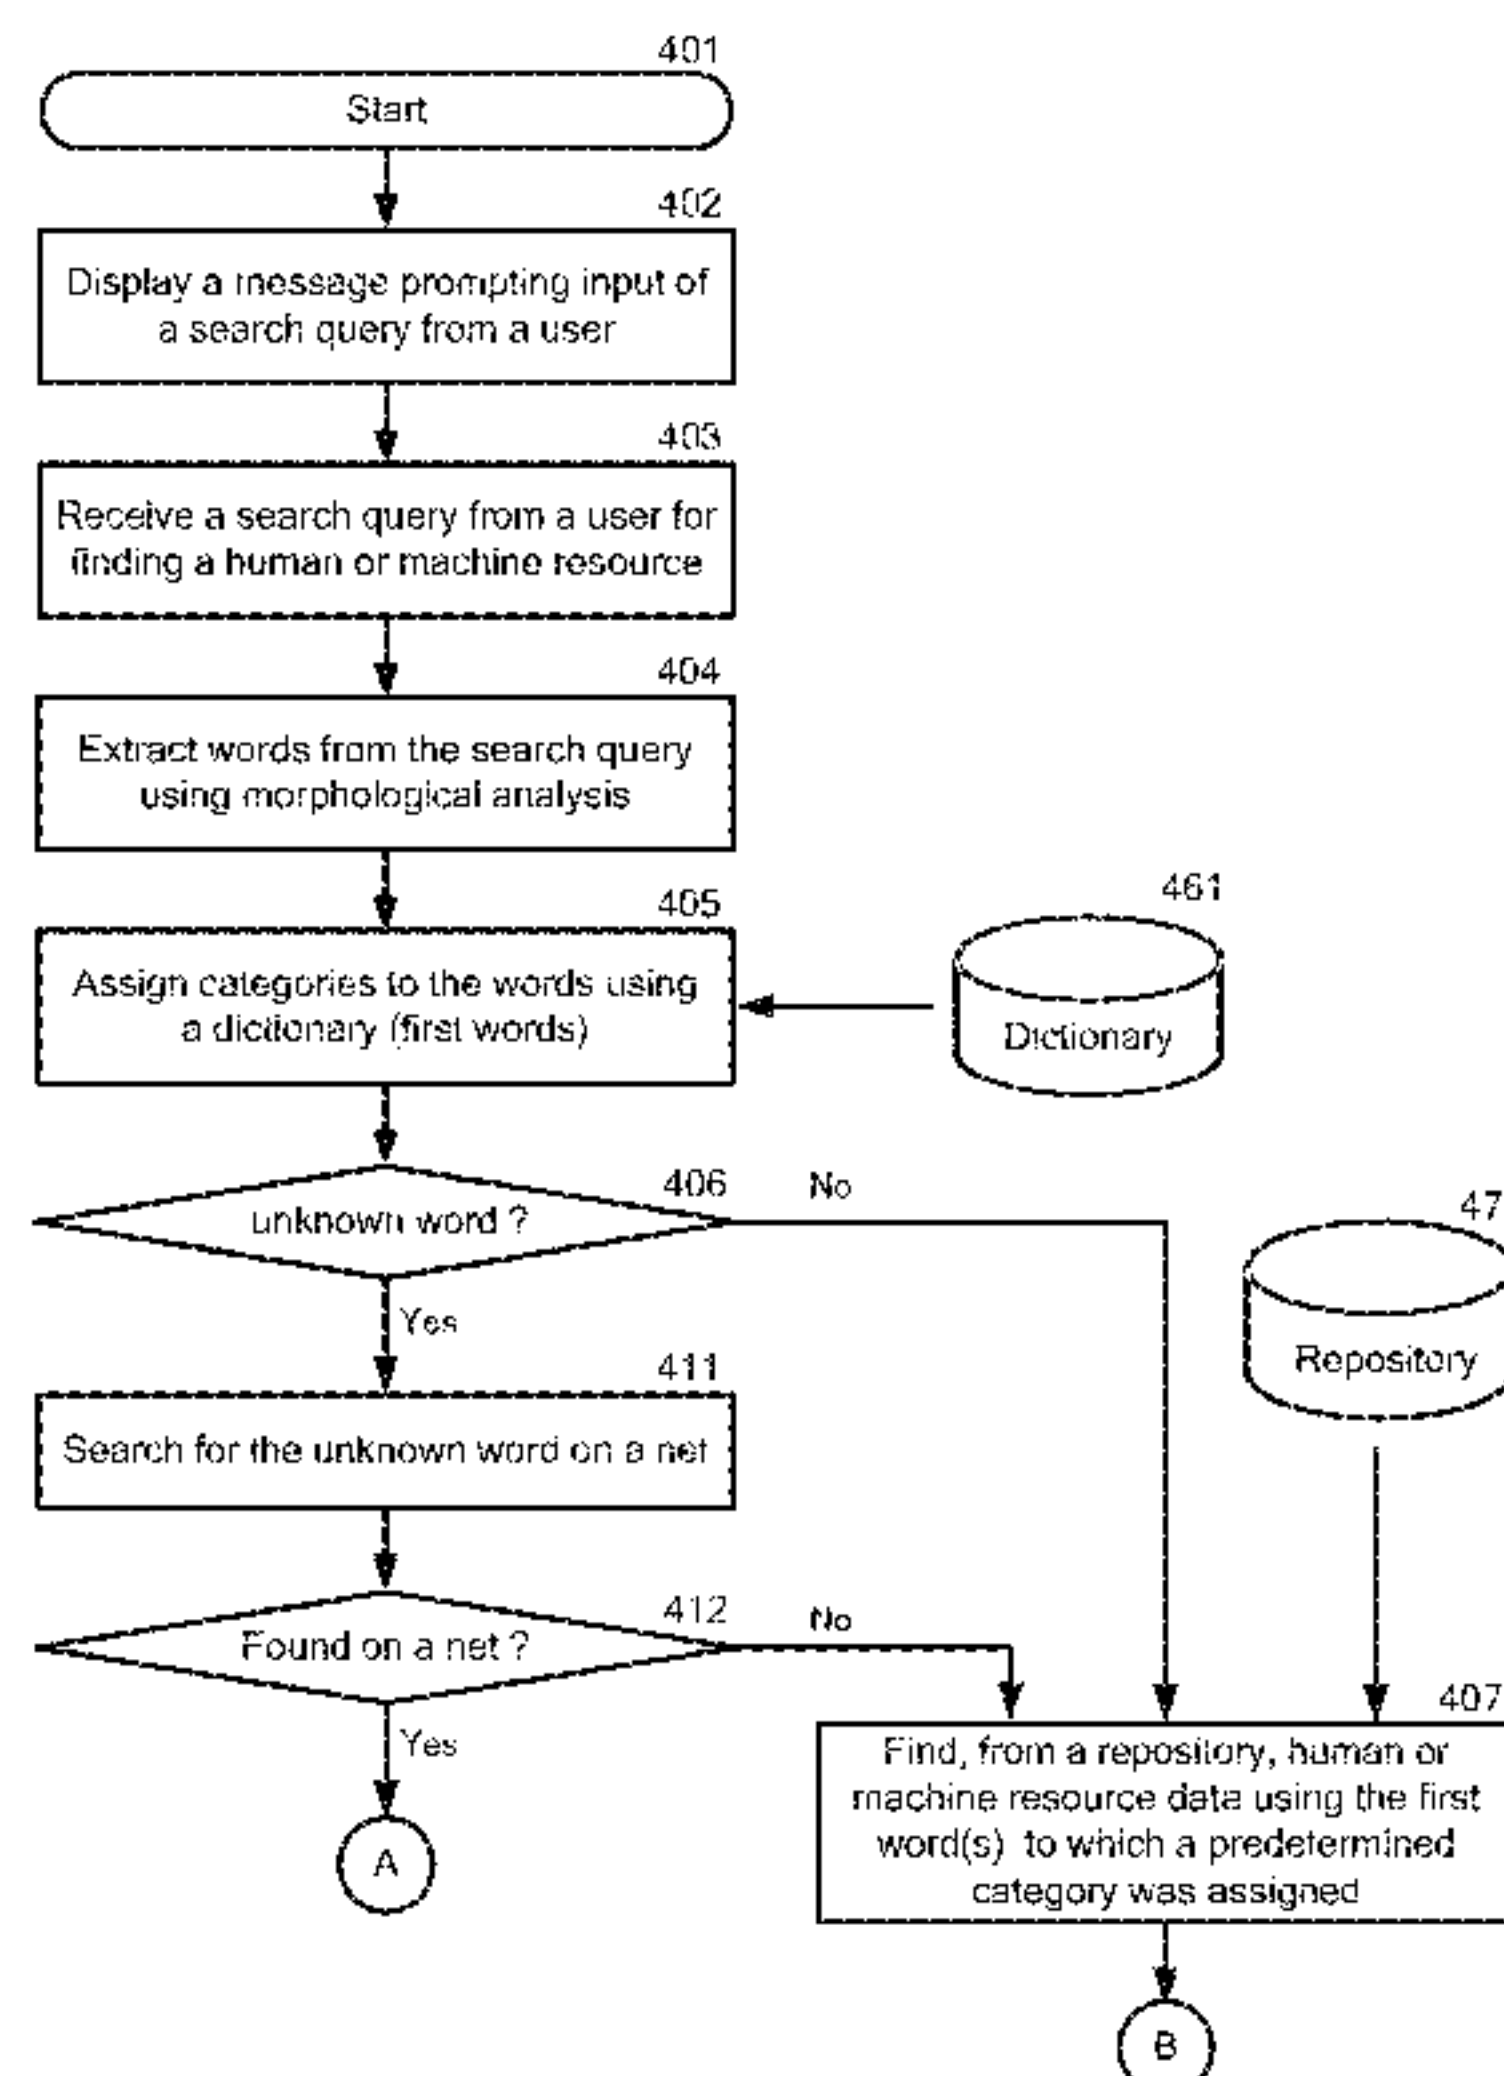 401
Start
402
Display a message prompting input of
a search query from a user
403
Receive a search query from a user for
finding a human or machine resource
404
Extract words from the search query
using morphological analysis
405
Assign categories to the words using
a dictionary (first words)
461
Dictionary
406
unknown word ?
No
Yes
47
Repository
411
Search for the unknown word on a net
412
Found on a net ?
No
Yes
A
407
Find, from a repository, human or
machine resource data using the first
word(s) to which a predetermined
category was assigned
B